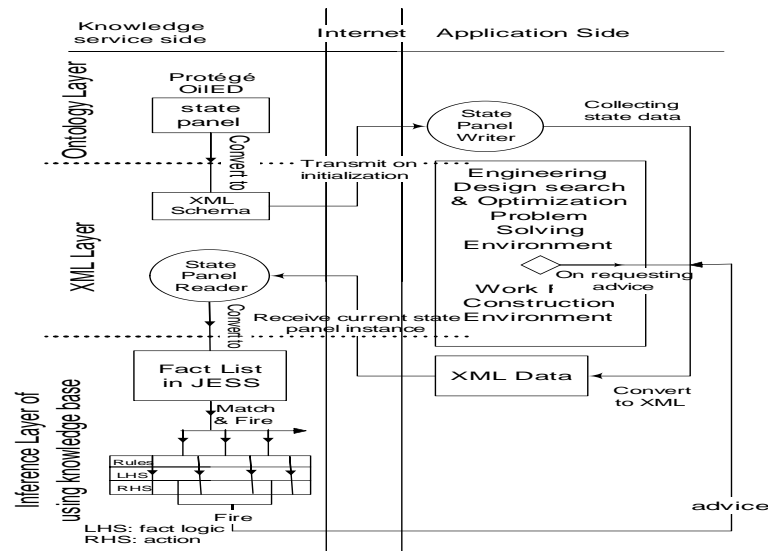 Knowledge
service side
Internet
Application Side
Ontology Layer
Protégé
OilED
state
panel
Convert to
State
Panel
Writer
Collecting
state data
Transmit on
initialization
XML
Schema
XML Layer
Engineering
Design search
& Optimization
Problem
Solving
Environment
State
Panel
Reader
On requesting
advice
Work
Construction
Environment
Convert to
Receive current state
panel instance
Fact List
in JESS
XML Data
Convert
to XML
Match
& Fire
Inference Layer of
using knowledge base
Rules
LHS
RHS
Fire
advice
LHS: fact logic
RHS: action